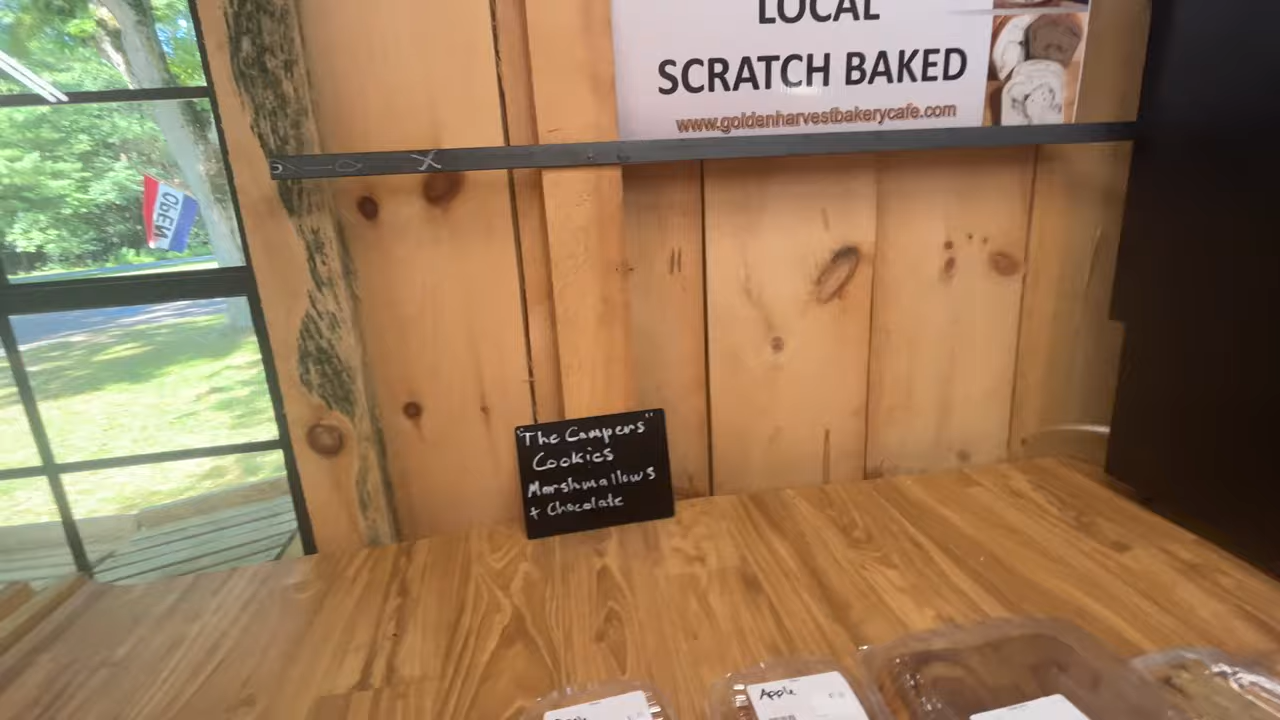 LOCAL
SCRATCH BAKED
www.goldenharvestbakerycafe.com
OPEN
"The Campers"
Cookies
Marshmallows
+ Chocolate
Apple